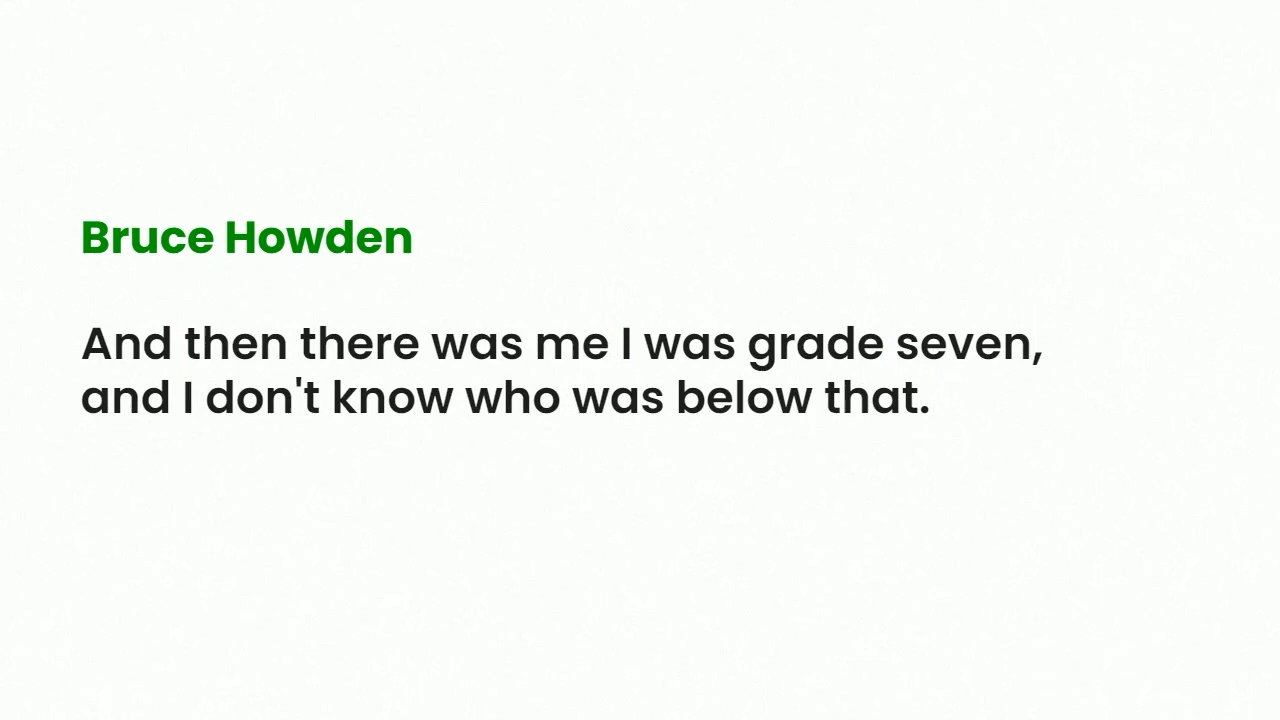 Bruce Howden
And then there was me I was grade seven,
and I don't know who was below that.